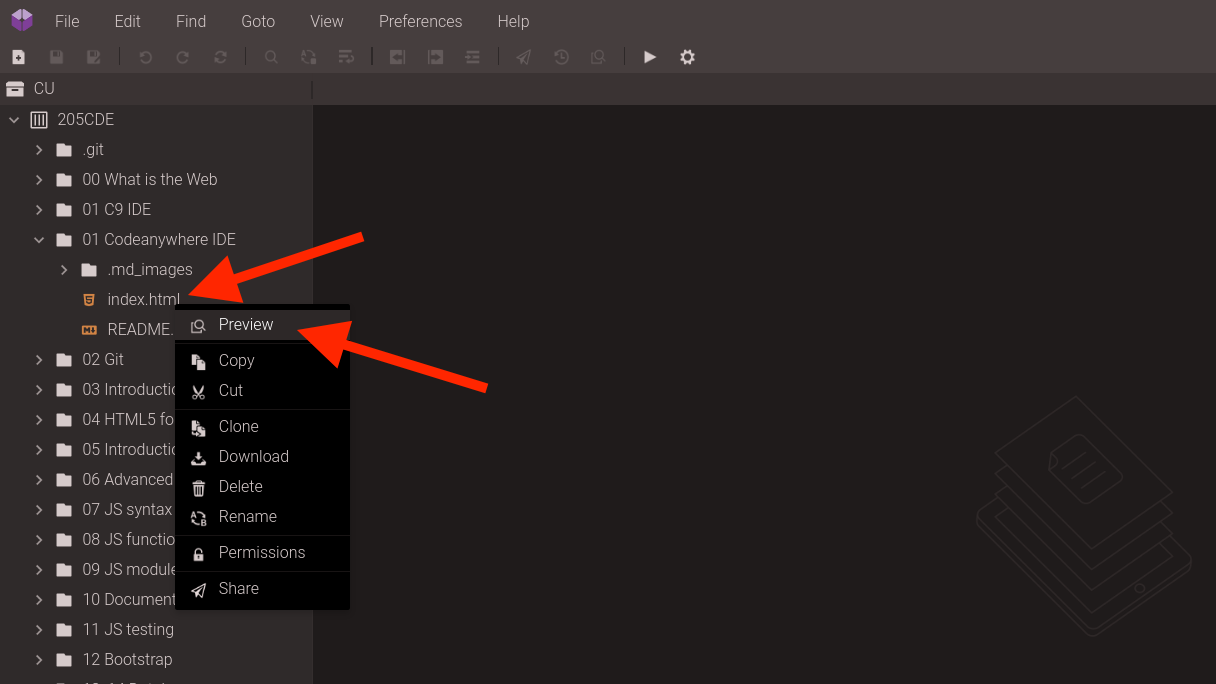 File Edit Find Goto View Preferences Help
CU
205CDE
.git
00 What is the Web
01 C9 IDE
01 Codeanywhere IDE
.md_images
index.html
README.
02 Git
03 Introductio
04 HTML5 fo
05 Introductio
06 Advanced
07 JS syntax
08 JS functio
09 JS module
10 Document
11 JS testing
12 Bootstrap
Preview
Copy
Cut
Clone
Download
Delete
Rename
Permissions
Share